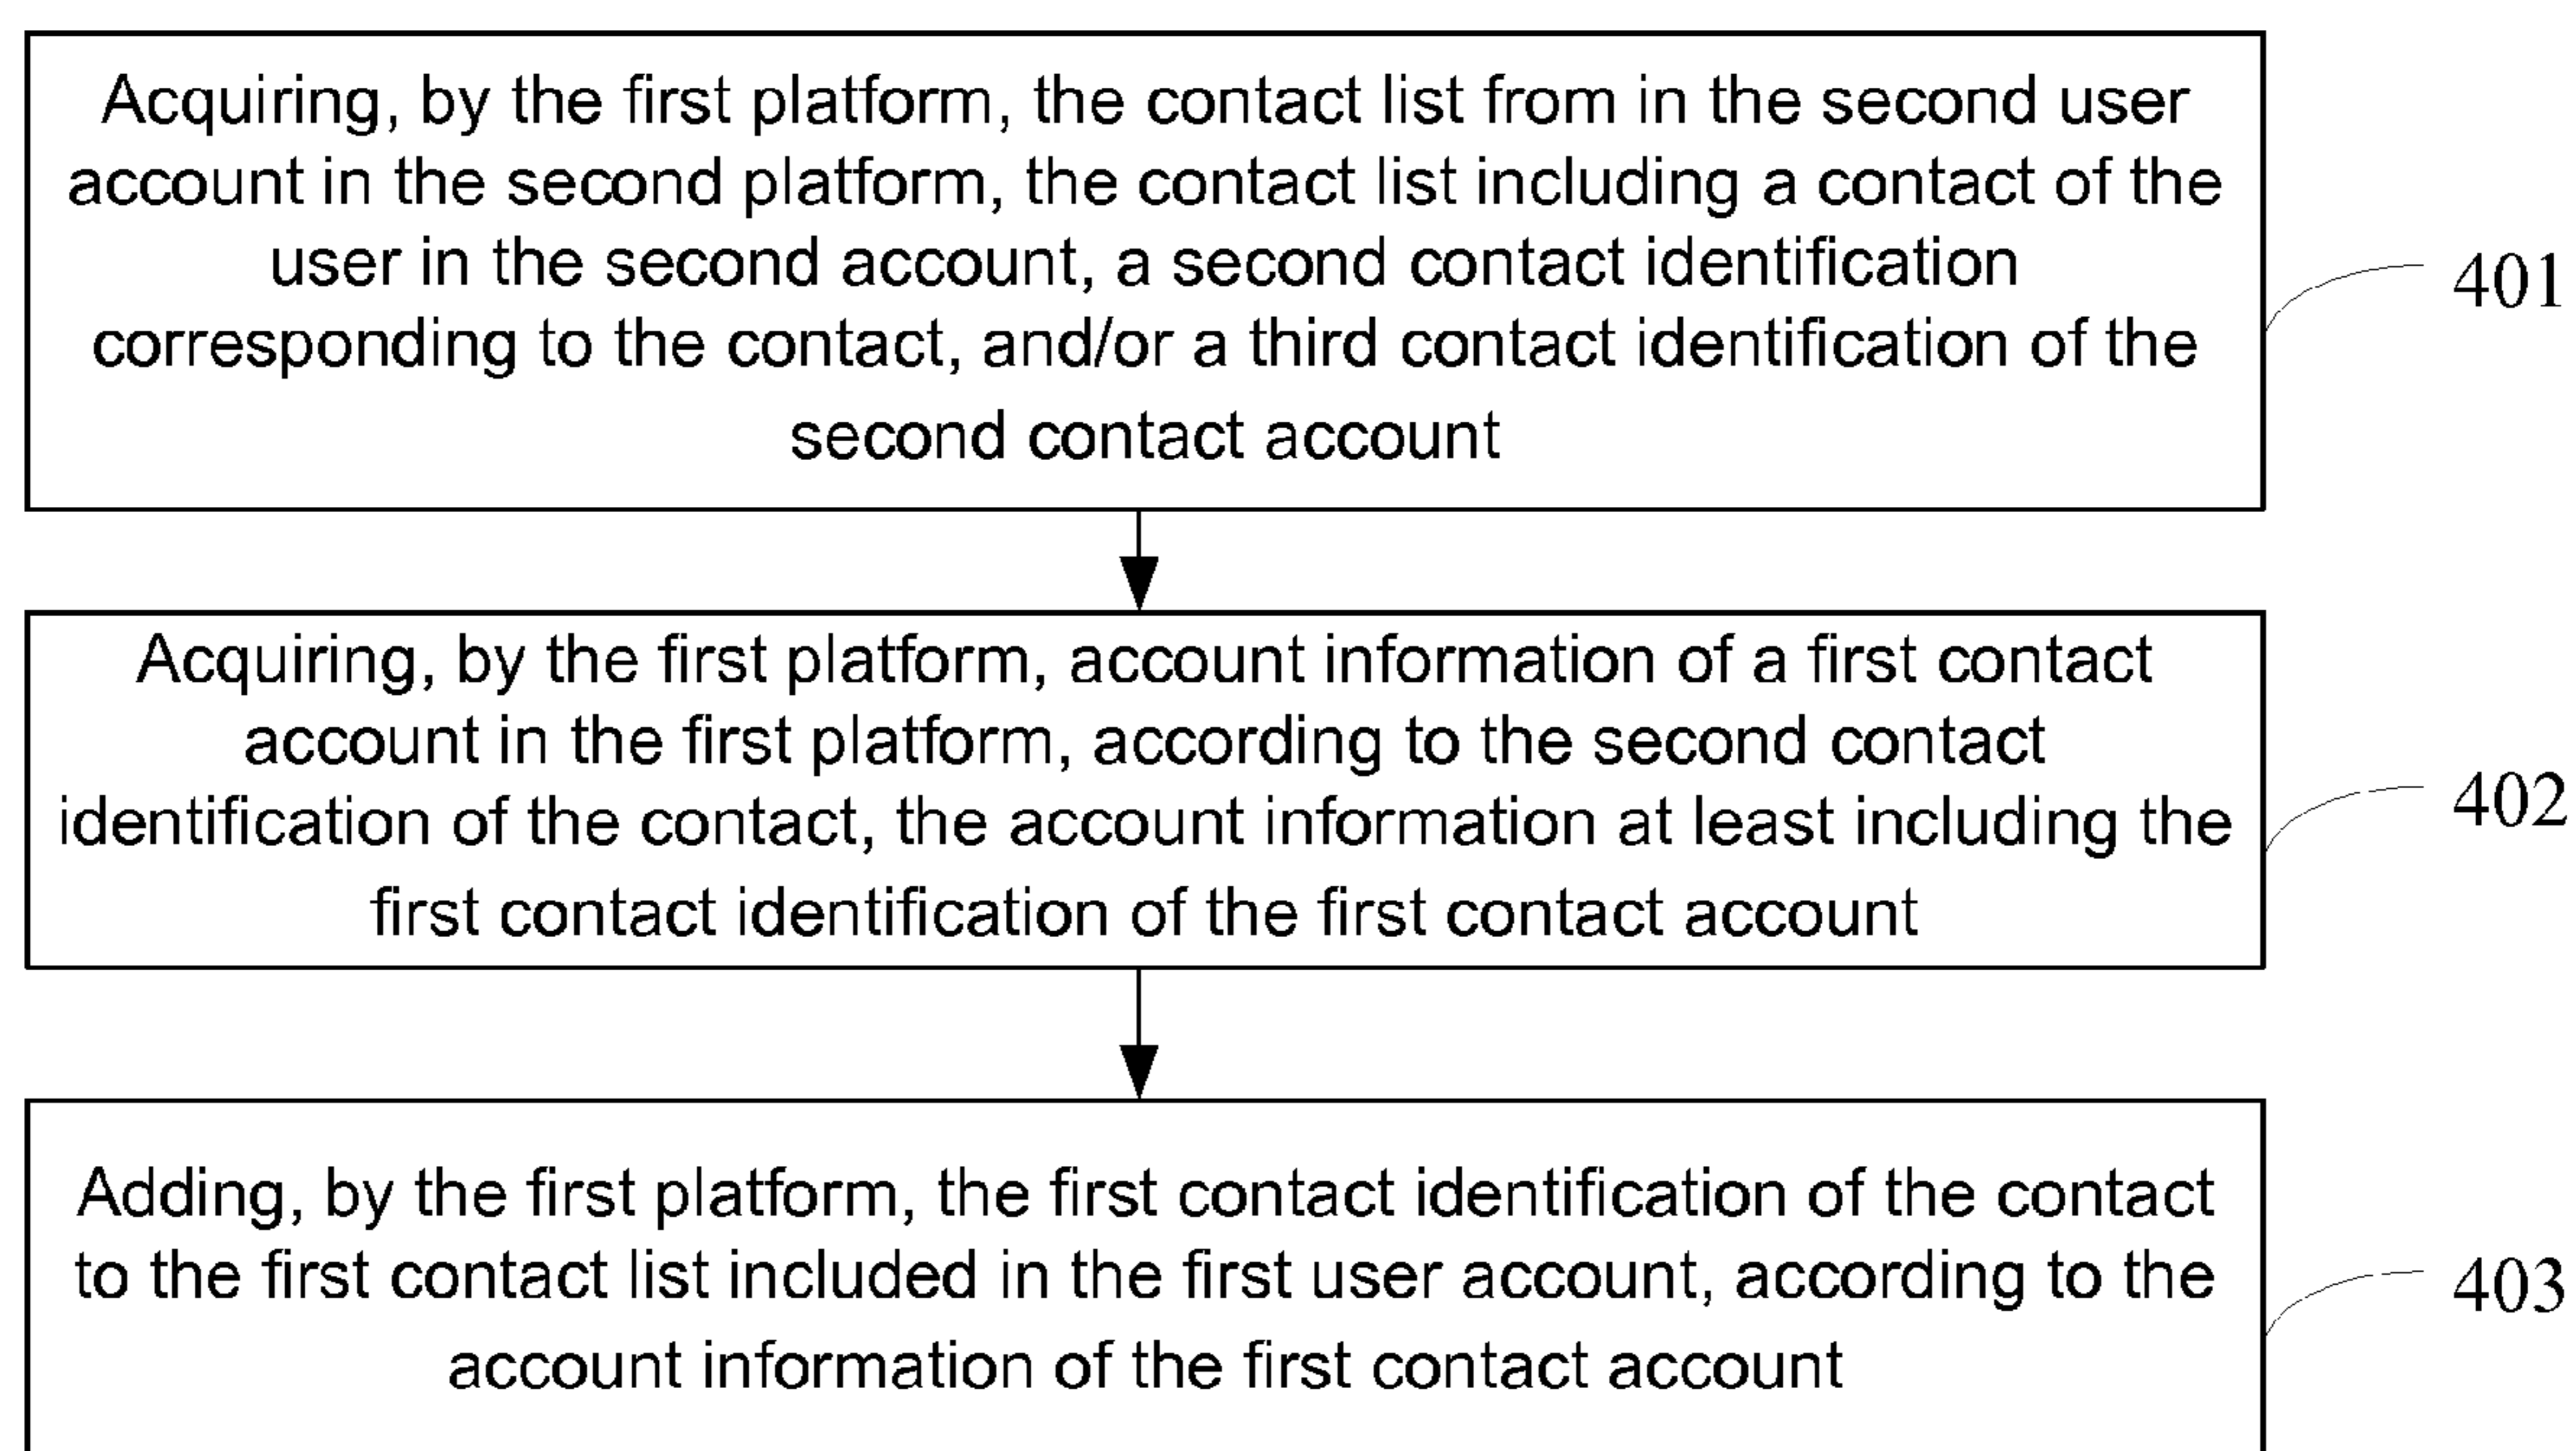 Acquiring, by the first platform, the contact list from in the second user
account in the second platform, the contact list including a contact of the
user in the second account, a second contact identification
corresponding to the contact, and/or a third contact identification of the
second contact account
401
Acquiring, by the first platform, account information of a first contact
account in the first platform, according to the second contact
identification of the contact, the account information at least including the
first contact identification of the first contact account
402
Adding, by the first platform, the first contact identification of the contact
to the first contact list included in the first user account, according to the
account information of the first contact account
403